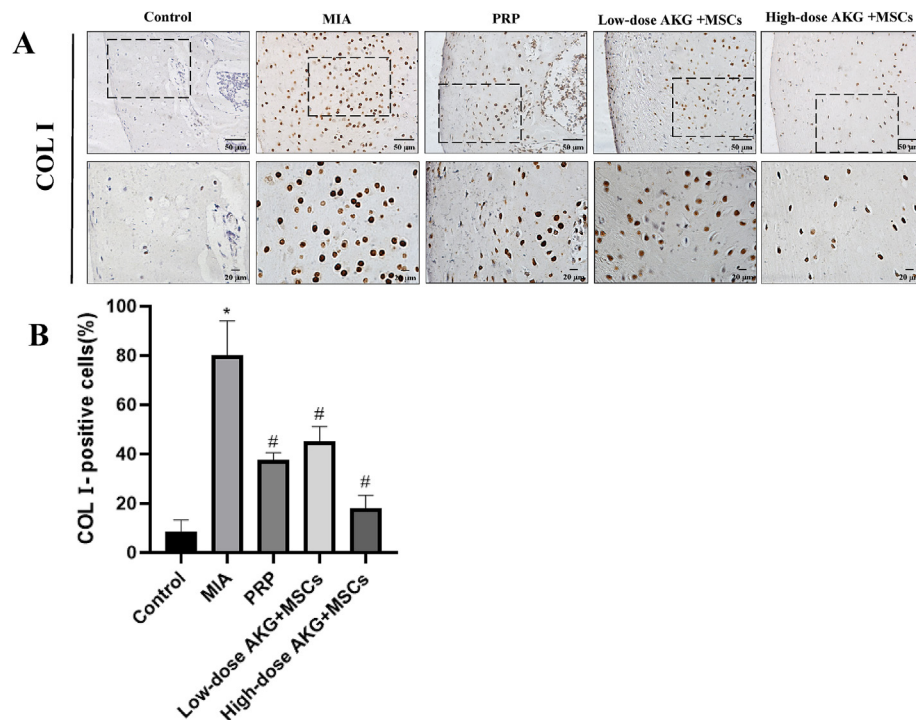 A
Control MIA PRP Low-dose AKG +MSCs High-dose AKG +MSCs
COL I
50 μm 50 μm 50 μm 50 μm 50 μm
20 μm 20 μm 20 μm 20 μm 20 μm
B
COL I-positive cells(%)
100
80
60
40
20
0
*
#
#
#
Control
MIA
PRP
Low-dose AKG+MSCs
High-dose AKG+MSCs